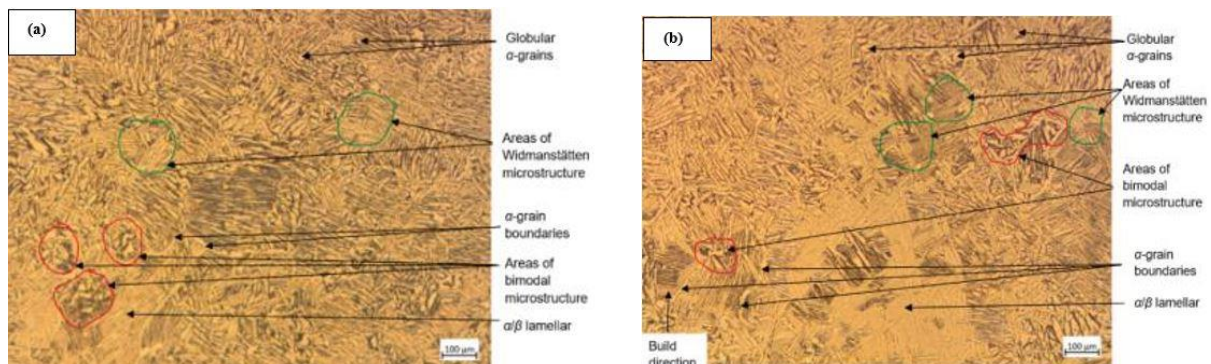 (a)
Globular
α-grains
Areas of
Widmanstätten
microstructure
α-grain
boundaries
Areas of
bimodal
microstructure
α/β lamellar
100 µm
(b)
Globular
α-grains
Areas of
Widmanstätten
microstructure
Areas of
bimodal
microstructure
α-grain
boundaries
α/β lamellar
Build
direction
100 µm